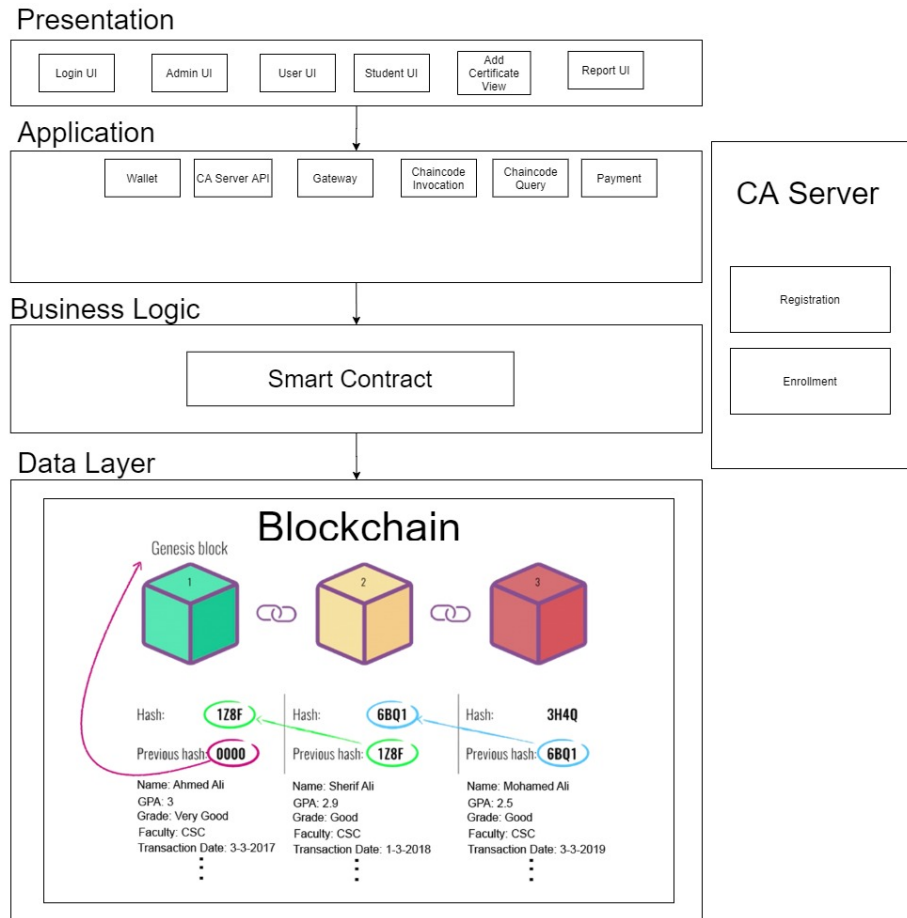 Presentation
Login UI
Admin UI
User UI
Student UI
Add
Certificate
View
Report UI
Application
Wallet
CA Server API
Gateway
Chaincode
Invocation
Chaincode
Query
Payment
CA Server
Registration
Enrollment
Business Logic
Smart Contract
Data Layer
Blockchain
Genesis block
1
2
3
Hash: 1Z8F
Previous hash: 0000
Name: Ahmed Ali
GPA: 3
Grade: Very Good
Faculty: CSC
Transaction Date: 3-3-2017
Hash: 6BQ1
Previous hash: 1Z8F
Name: Sherif Ali
GPA: 2.9
Grade: Good
Faculty: CSC
Transaction Date: 1-3-2018
Hash: 3H4Q
Previous hash: 6BQ1
Name: Mohamed Ali
GPA: 2.5
Grade: Good
Faculty: CSC
Transaction Date: 3-3-2019